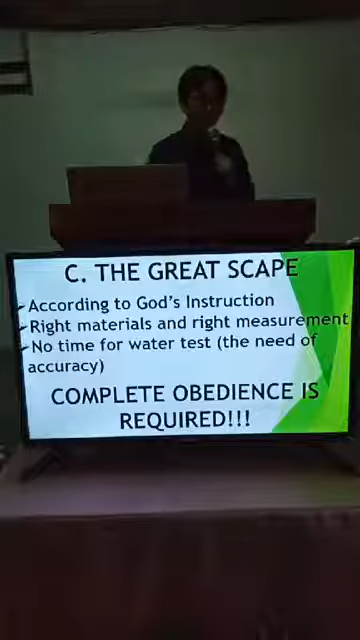 C. THE GREAT SCAPE
➢According to God's Instruction
➢Right materials and right measurement
➢No time for water test (the need of
accuracy)
COMPLETE OBEDIENCE IS
REQUIRED!!!